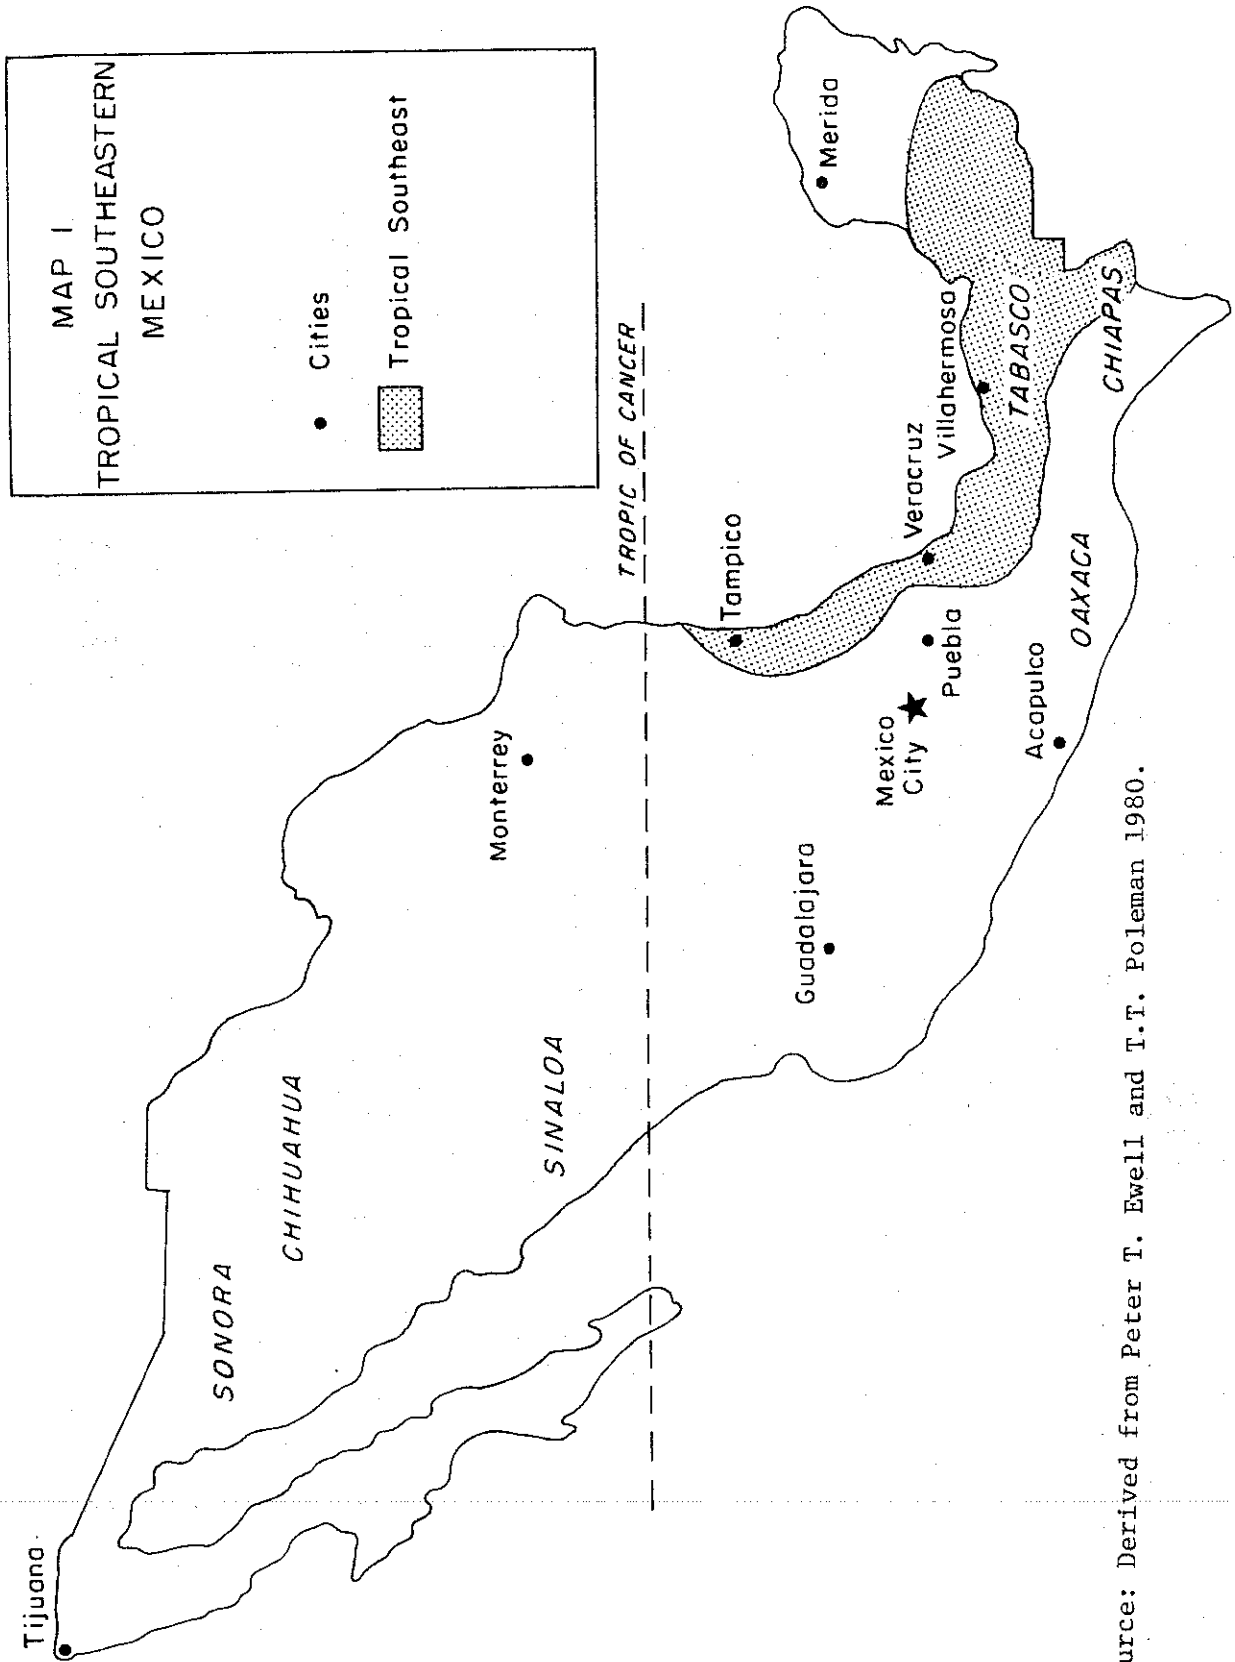 MAP 1
TROPICAL SOUTHEASTERN
MEXICO
Cities
Tropical Southeast
TROPIC OF CANCER
Tijuana
SONORA
CHIHUAHUA
SINALOA
Monterrey
Tampico
Guadalajara
Mexico
City
Puebla
Veracruz
Acapulco
OAXACA
Villahermosa
TABASCO
CHIAPAS
Merida
urce: Derived from Peter T. Ewell and T.T. Poleman 1980.